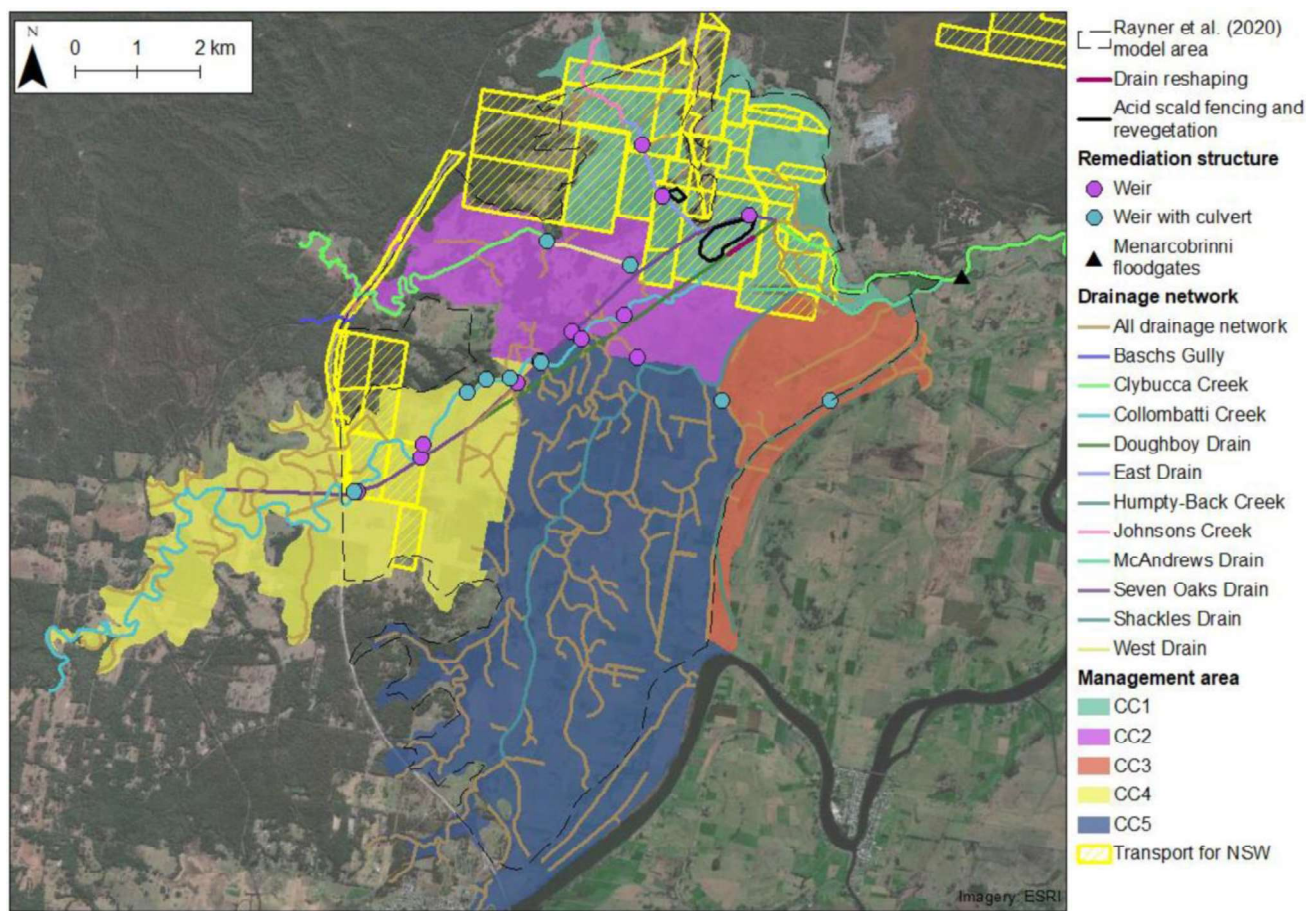 N
0 1 2 km
Rayner et al. (2020)
model area
Drain reshaping
Acid scald fencing and
revegetation
Remediation structure
Weir
Weir with culvert
Menarcobrinni
floodgates
Drainage network
All drainage network
Baschs Gully
Clybucca Creek
Collombatti Creek
Doughboy Drain
East Drain
Humpty-Back Creek
Johnsons Creek
McAndrews Drain
Seven Oaks Drain
Shackles Drain
West Drain
Management area
CC1
CC2
CC3
CC4
CC5
Transport for NSW
Imagery: ESRI